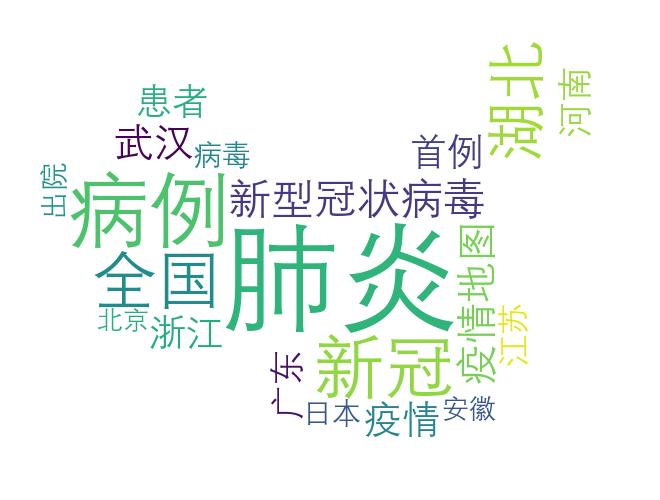 湖北
河南
患者
武汉
病毒
首例
出院
病例
新型冠状病毒
肺炎
全国
疫情地图
北京
浙江
江苏
新冠
广东
日本
疫情
安徽